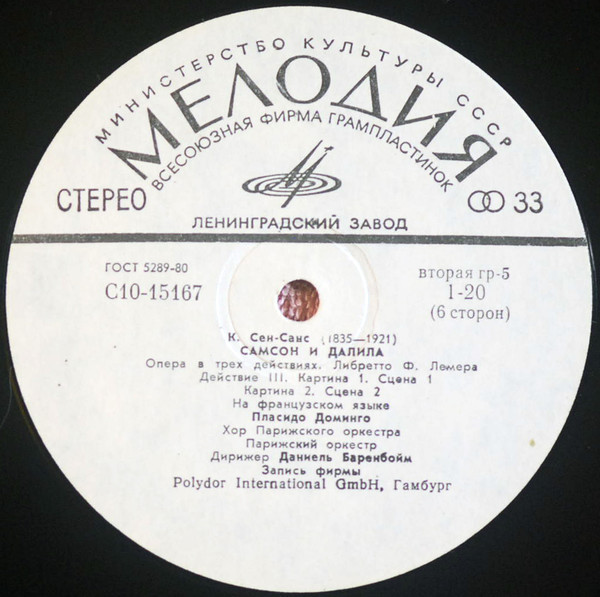 МИНИСТЕРСТВО КУЛЬТУРЫ СССР
МЕЛОДИЯ
ВСЕСОЮЗНАЯ ФИРМА ГРАМПЛАСТИНОК
СТЕРЕО
33
ЛЕНИНГРАДСКИЙ ЗАВОД
ГОСТ 5289-80
С10-15167
вторая гр-5
1-20
(6 сторон)
К. Сен-Санс (1835—1921)
САМСОН И ДАЛИЛА
Опера в трех действиях. Либретто Ф. Лемера
Действие III. Картина 1. Сцена 1
Картина 2. Сцена 2
На французском языке
Пласидо Доминго
Хор Парижского оркестра
Парижский оркестр
Дирижер Даниель Баренбойм
Запись фирмы
Polydor International GmbH, Гамбург